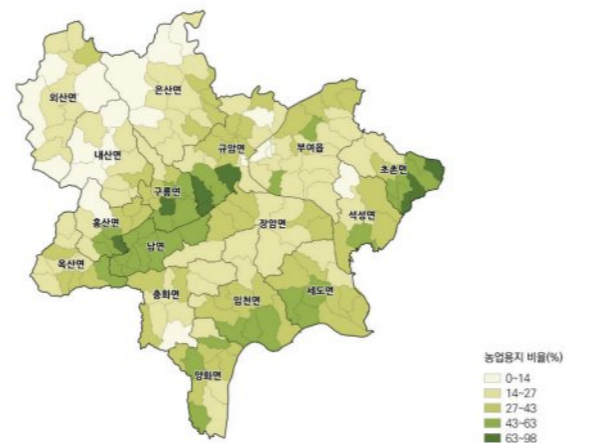 외산면
은산면
내산면
규암면
부여읍
초촌면
구룡면
홍산면
장암면
석성면
남면
옥산면
충화면
임천면
세도면
양화면
농업용지 비율(%)
0-14
14-27
27-43
43-63
63-98